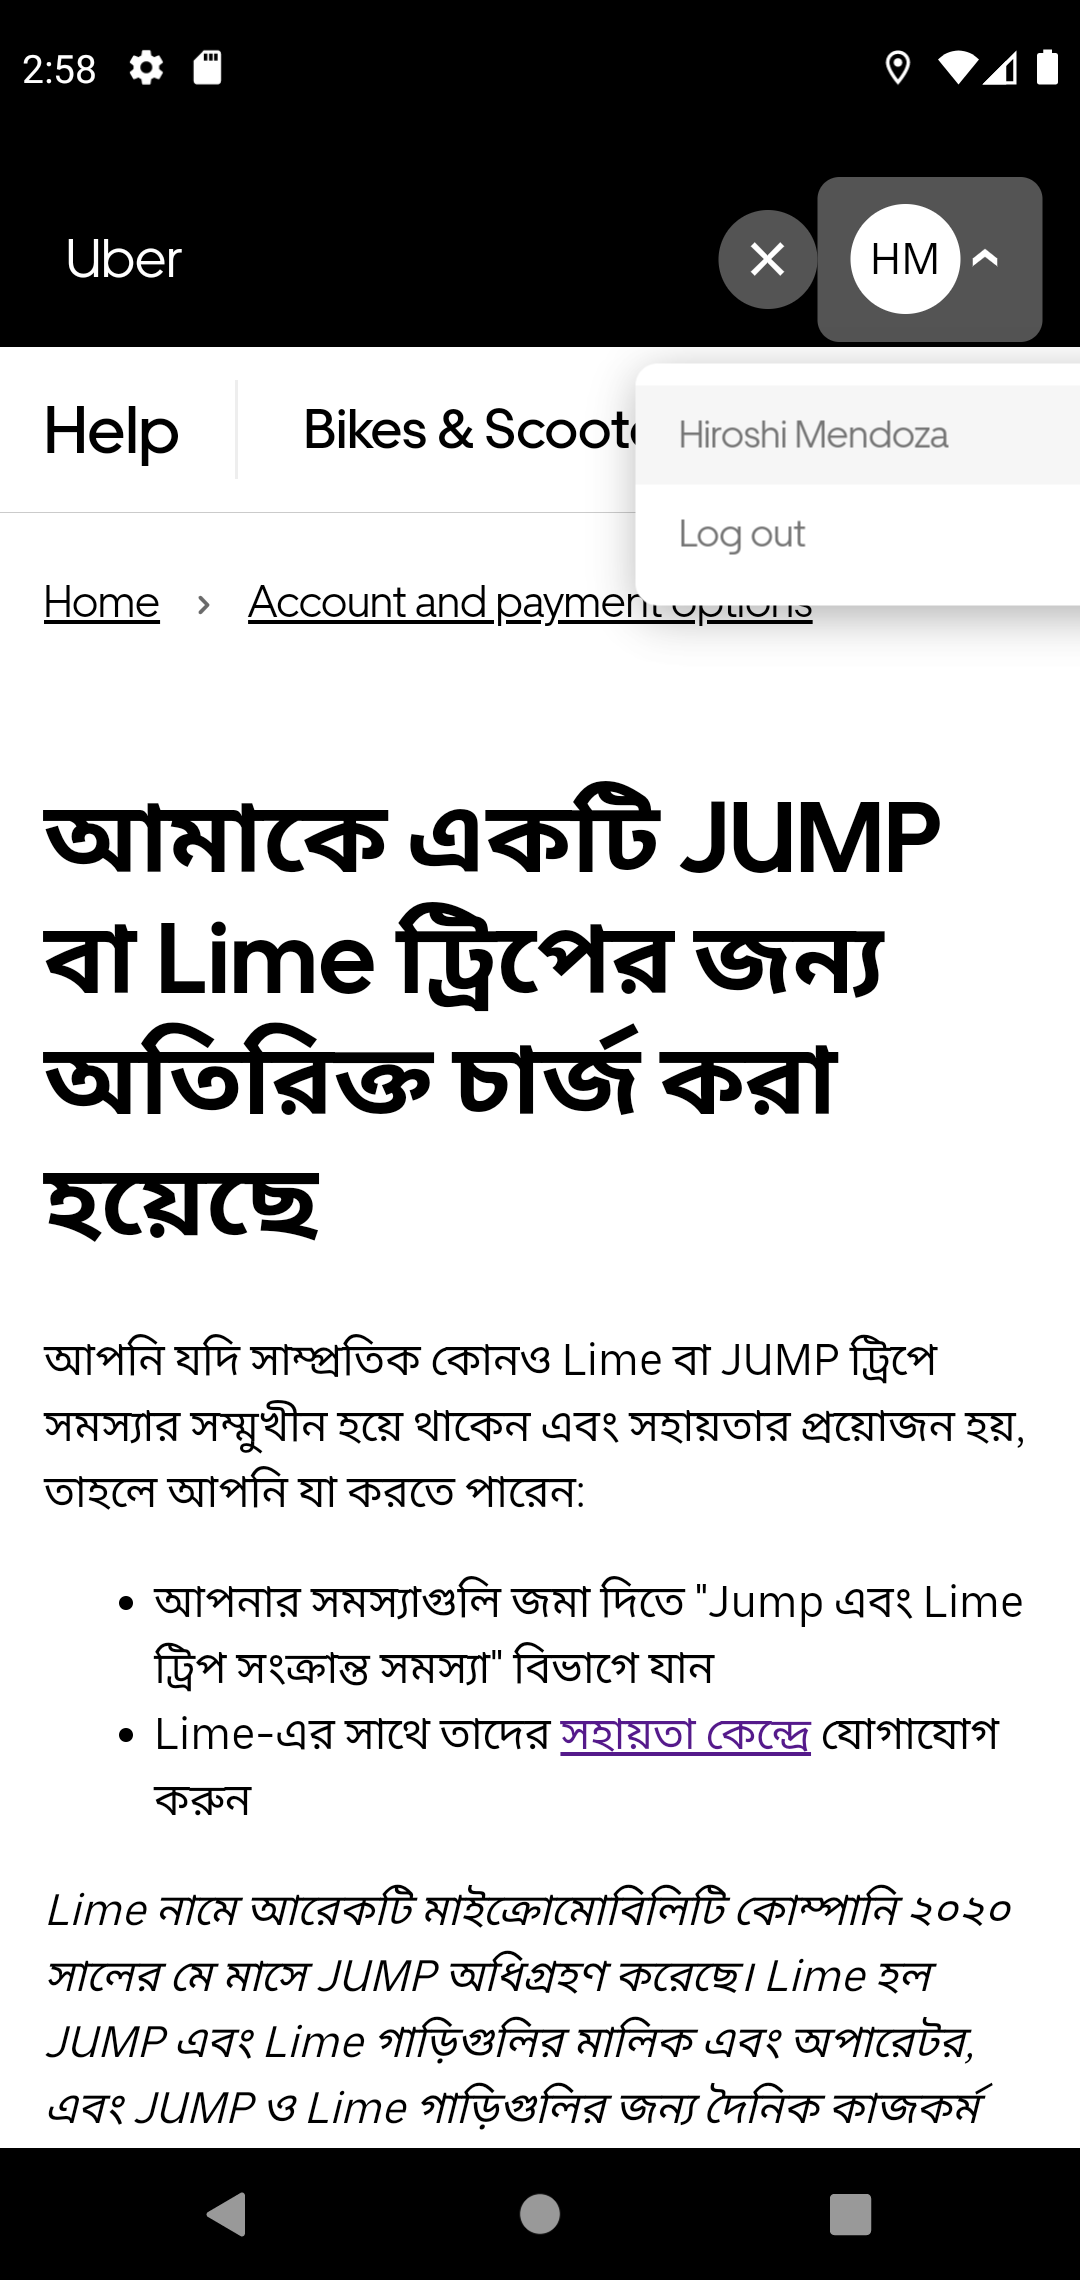 2:58
Uber
HM
Help
Bikes & Scoot
Hiroshi Mendoza
Log out
Home
Account and payment options
আমাকে একটি JUMP
বা Lime ট্রিপের জন্য
অতিরিক্ত চার্জ করা
হয়েছে
আপনি যদি সাম্প্রতিক কোনও Lime বা JUMP ট্রিপে
সমস্যার সম্মুখীন হয়ে থাকেন এবং সহায়তার প্রয়োজন হয়,
তাহলে আপনি যা করতে পারেন:
• আপনার সমস্যাগুলি জমা দিতে "Jump এবং Lime
ট্রিপ সংক্রান্ত সমস্যা" বিভাগে যান
• Lime-এর সাথে তাদের সহায়তা কেন্দ্রে যোগাযোগ
করুন
Lime নামে আরেকটি মাইক্রোমোবিলিটি কোম্পানি ২০২০
সালের মে মাসে JUMP অধিগ্রহণ করেছে। Lime হল
JUMP এবং Lime গাড়িগুলির মালিক এবং অপারেটর,
এবং JUMP ও Lime গাড়িগুলির জন্য দৈনিক কাজকর্ম